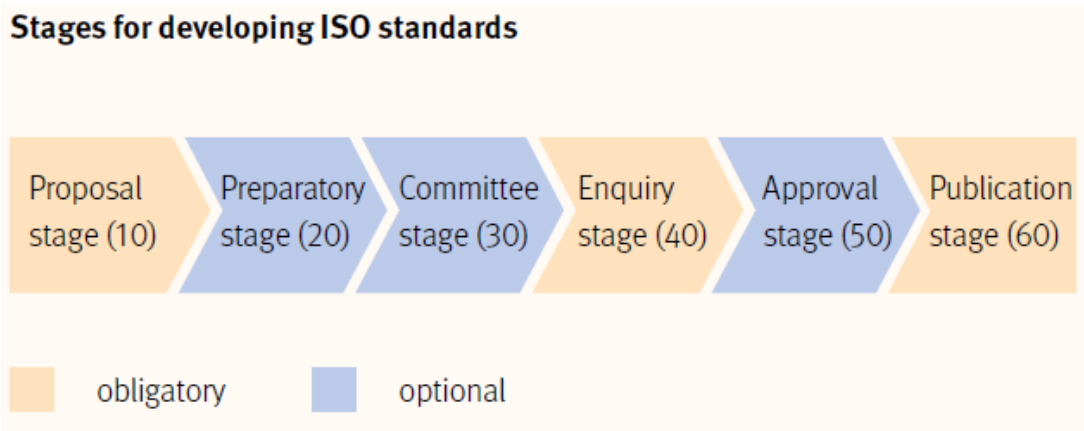 Stages for developing ISO standards
Proposal
stage (10)
Preparatory
stage (20)
Committee
stage (30)
Enquiry
stage (40)
Approval
stage (50)
Publication
stage (60)
obligatory
optional